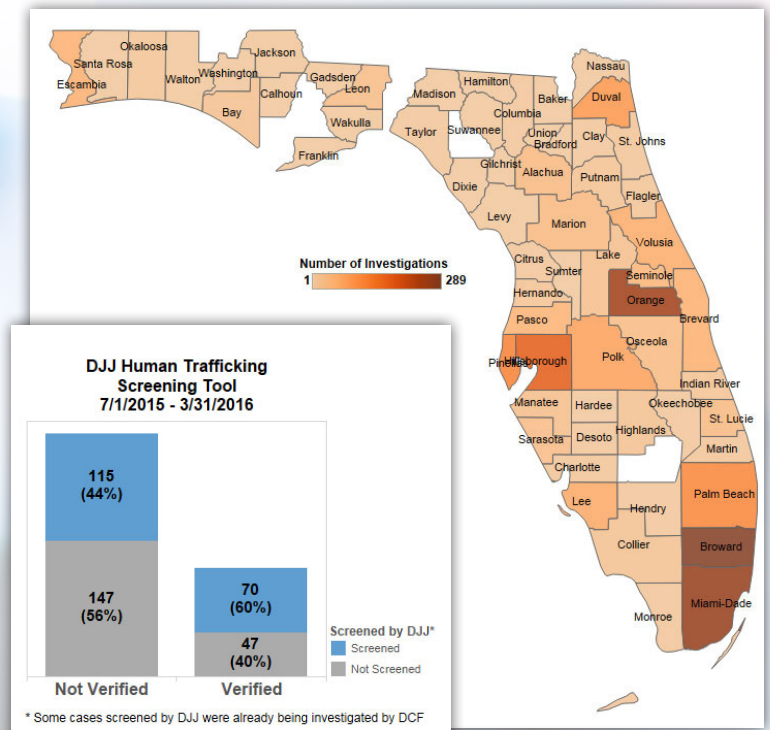 Okaloosa
Jackson
Santa Rosa
Walton
Washington
Escambia
Bay
Calhoun
Gadsden
Leon
Wakulla
Franklin
Madison
Hamilton
Taylor
Suwannee
Columbia
Baker
Nassau
Duval
Union
Bradford
Clay
St. Johns
Gilchrist
Alachua
Putnam
Dixie
Flagler
Levy
Marion
Volusia
Citrus
Sumter
Lake
Seminole
Hernando
Orange
Pasco
Brevard
Osceola
Pinellas
Hillsborough
Polk
Indian River
Manatee
Hardee
Okeechobee
St. Lucie
Sarasota
Desoto
Highlands
Martin
Charlotte
Lee
Hendry
Palm Beach
Collier
Broward
Monroe
Miami-Dade
Number of Investigations
1 289
DJJ Human Trafficking
Screening Tool
7/1/2015 - 3/31/2016
115
(44%)
147
(56%)
70
(60%)
47
(40%)
Not Verified Verified
Screened by DJJ*
Screened
Not Screened
* Some cases screened by DJJ were already being investigated by DCF